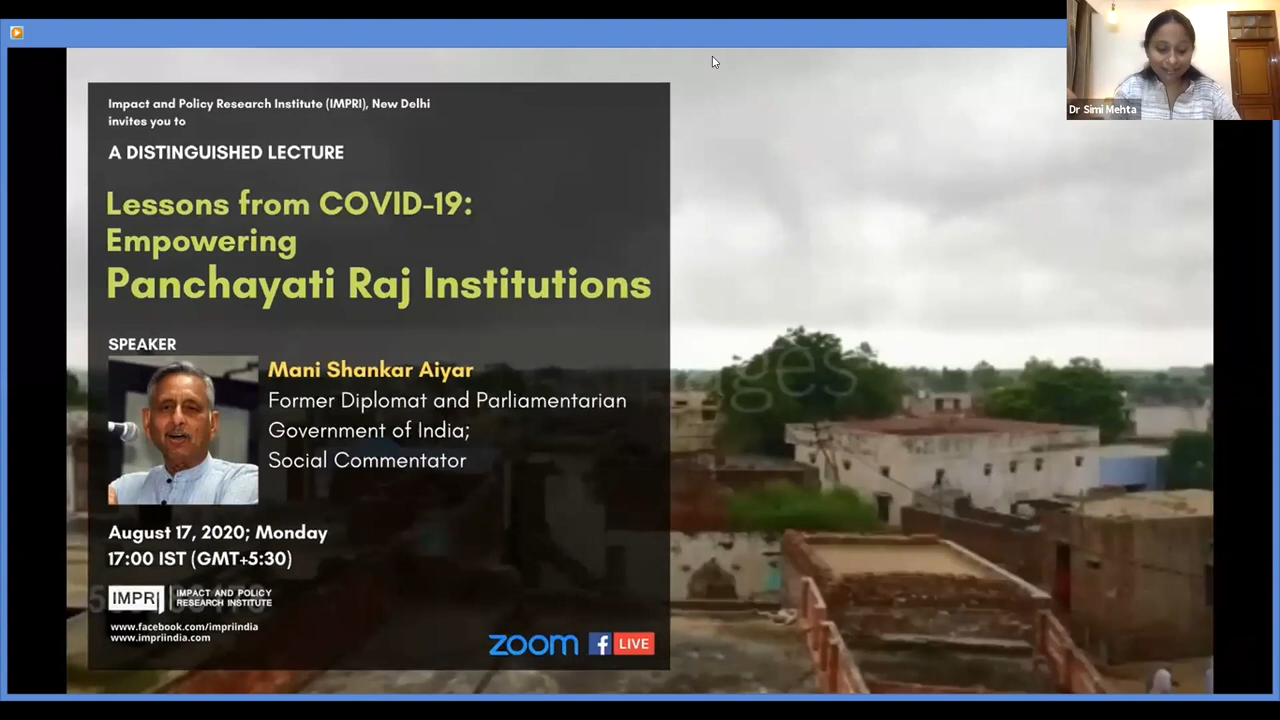 Impact and Policy Research Institute (IMPRI), New Delhi
invites you to
A DISTINGUISHED LECTURE
Lessons from COVID-19:
Empowering
Panchayati Raj Institutions
SPEAKER
Mani Shankar Aiyar
Former Diplomat and Parliamentarian
Government of India;
Social Commentator
August 17, 2020; Monday
17:00 IST (GMT+5:30)
IMPRI
IMPACT AND POLICY
RESEARCH INSTITUTE
www.facebook.com/impriindia
www.impriindia.com
zoom f LIVE
Dr Simi Mehta